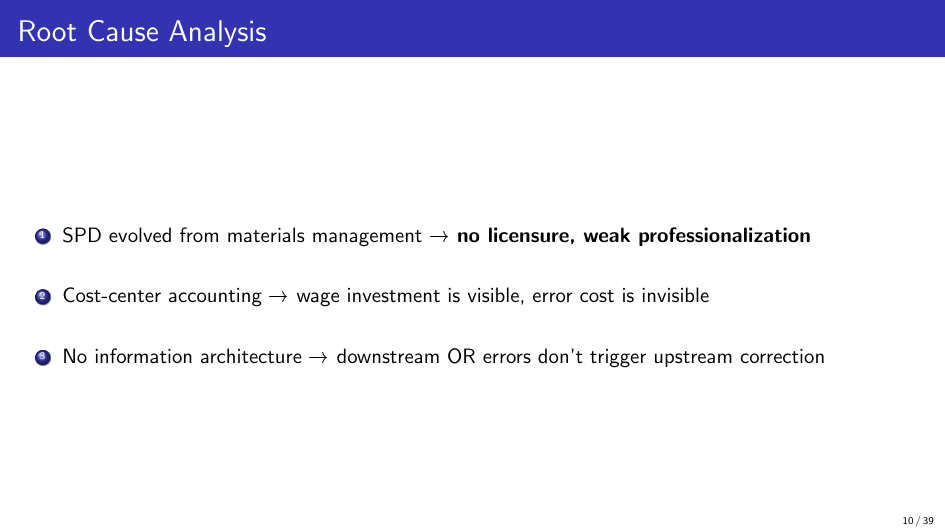 Root Cause Analysis
1 SPD evolved from materials management → no licensure, weak professionalization
2 Cost-center accounting → wage investment is visible, error cost is invisible
3 No information architecture → downstream OR errors don't trigger upstream correction
10 / 39